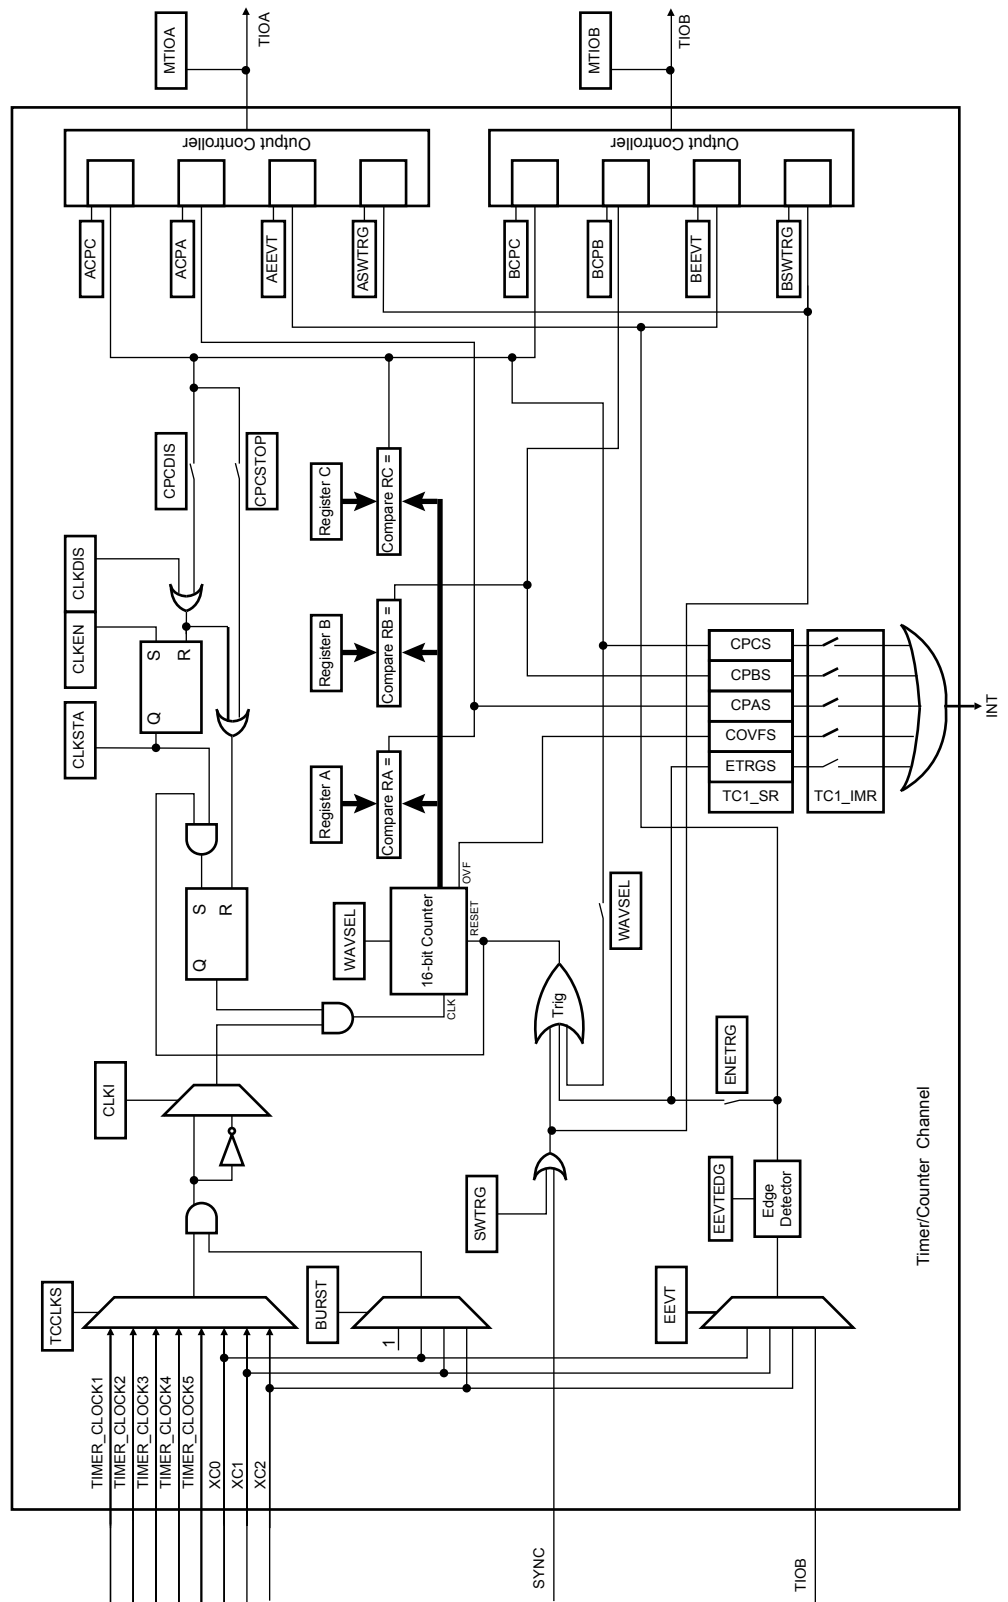 MTIOA
TIOA
MTIOB
TIOB
Output Controller
Output Controller
ACPC
ACPA
AEEVT
ASWTRG
BCPC
BCPB
BEEVT
BSWTRG
CPCDIS
CPCSTOP
CLKDIS
CLKEN
CLKSTA
S
R
Q
S
R
Q
Register A
Register B
Register C
Compare RA =
Compare RB =
Compare RC =
WAVSEL
16-bit Counter
CLK
RESET
OVF
CPCS
CPBS
CPAS
COVFS
ETRGS
TC1_SR
TC1_IMR
INT
WAVSEL
Trig
ENETRG
CLKI
SWTRG
EEVTEDG
Edge
Detector
Timer/Counter Channel
TCCLKS
BURST
1
EEVT
TIMER_CLOCK1
TIMER_CLOCK2
TIMER_CLOCK3
TIMER_CLOCK4
TIMER_CLOCK5
XC0
XC1
XC2
SYNC
TIOB